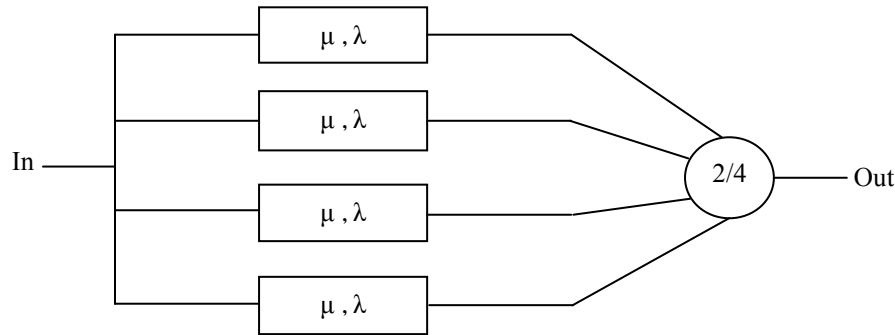 μ , λ
μ , λ
In
2/4
Out
μ , λ
μ , λ